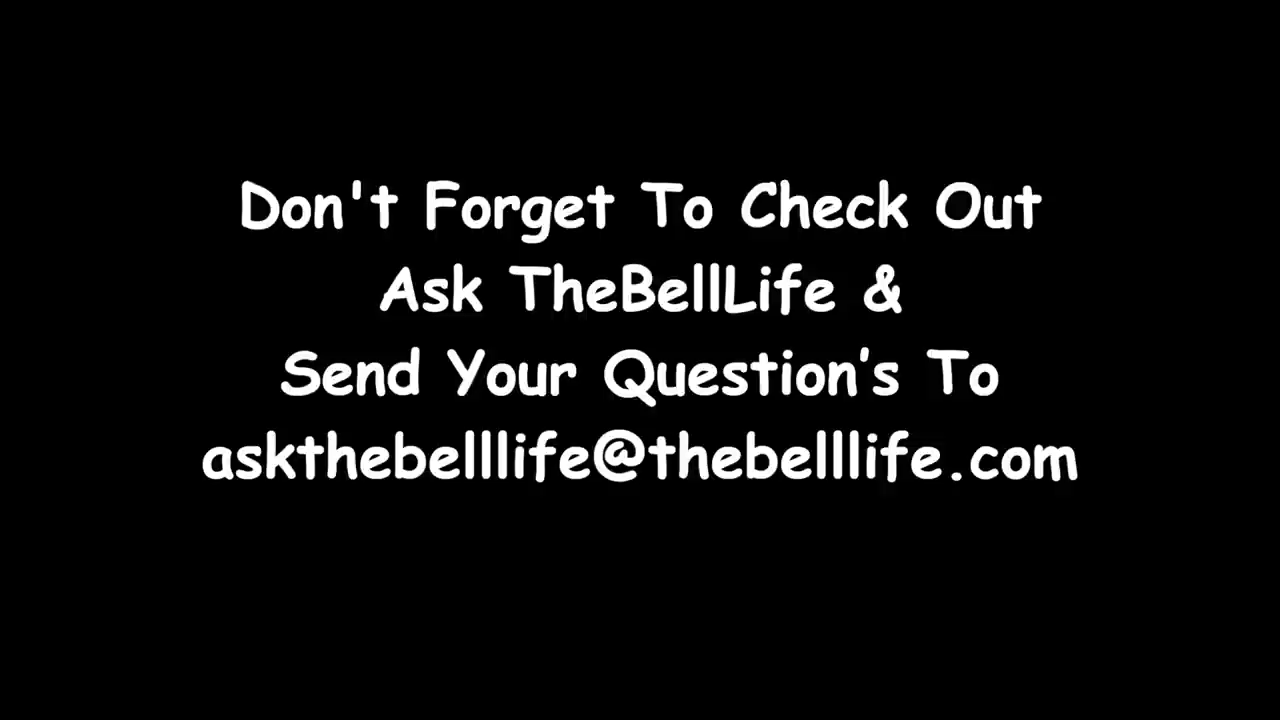 Don't Forget To Check Out
Ask TheBellLife &
Send Your Question’s To
askthebelllife@thebelllife.com